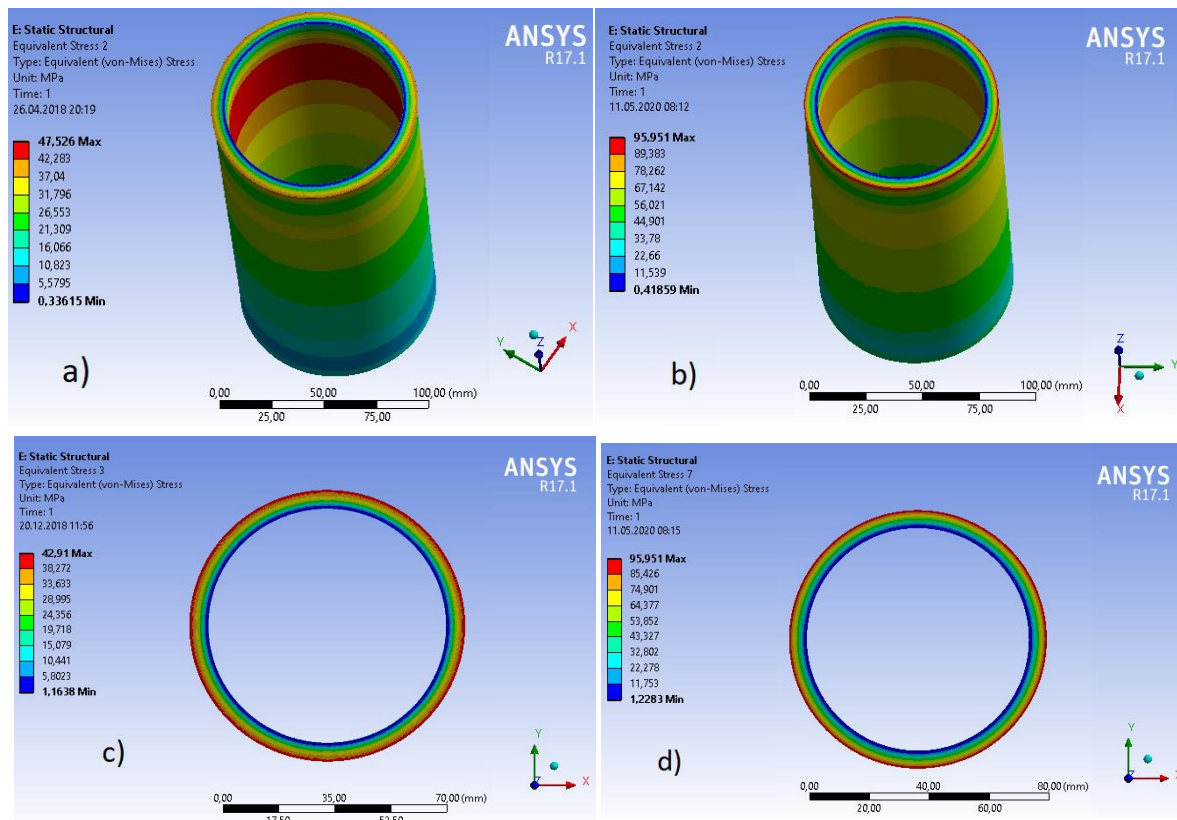 E: Static Structural
Equivalent Stress 2
Type: Equivalent (von-Mises) Stress
Unit: MPa
Time: 1
26.04.2018 20:19
47,526 Max
42,283
37,04
31,796
26,553
21,309
16,066
10,823
5,5795
0,33615 Min
ANSYS
R17.1
Y
Z
X
a)
0,00 50,00 100,00 (mm)
25,00 75,00
E: Static Structural
Equivalent Stress 2
Type: Equivalent (von-Mises) Stress
Unit: MPa
Time: 1
11.05.2020 08:12
95,951 Max
89,383
78,262
67,142
56,021
44,901
33,78
22,66
11,539
0,41859 Min
ANSYS
R17.1
Z
Y
X
b)
0,00 50,00 100,00 (mm)
25,00 75,00
E: Static Structural
Equivalent Stress 3
Type: Equivalent (von-Mises) Stress
Unit: MPa
Time: 1
20.12.2018 11:56
42,91 Max
38,272
33,633
28,995
24,356
19,718
15,079
10,441
5,8023
1,1638 Min
ANSYS
R17.1
c)
Y
Z
X
0,00 35,00 70,00 (mm)
17,50 52,50
E: Static Structural
Equivalent Stress 7
Type: Equivalent (von-Mises) Stress
Unit: MPa
Time: 1
11.05.2020 08:15
95,951 Max
85,426
74,901
64,377
53,852
43,327
32,802
22,278
11,753
1,2283 Min
ANSYS
R17.1
d)
Y
Z
X
0,00 40,00 80,00 (mm)
20,00 60,00